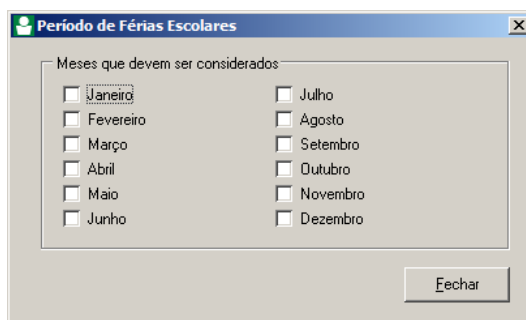 Período de Férias Escolares
Meses que devem ser considerados
Janeiro
Fevereiro
Março
Abril
Maio
Junho
Julho
Agosto
Setembro
Outubro
Novembro
Dezembro
Fechar